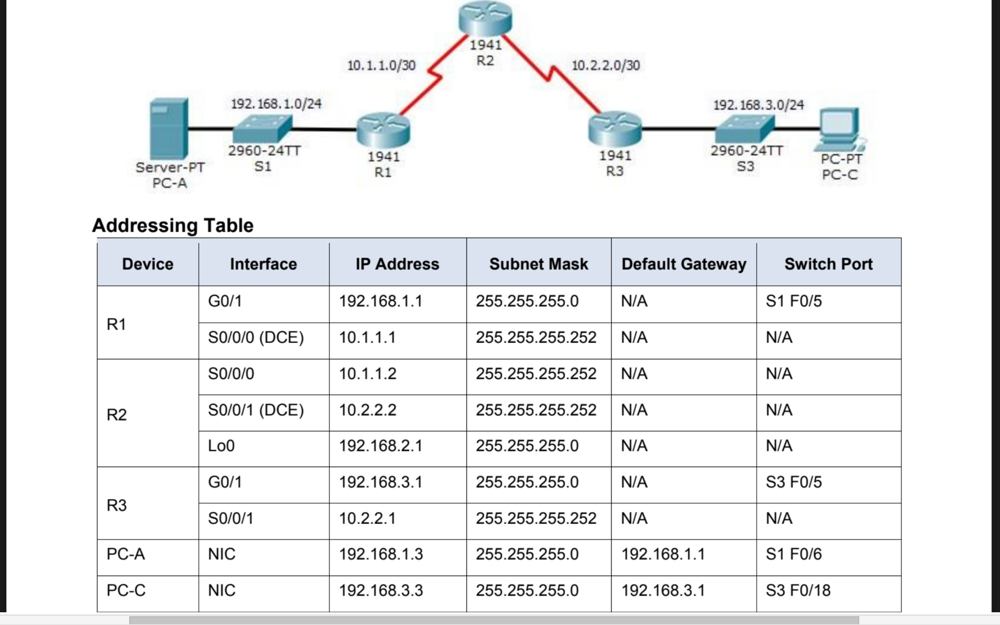 1941
R2
10.1.1.0/30
10.2.2.0/30
192.168.1.0/24
192.168.3.0/24
Server-PT
PC-A
2960-24TT
S1
1941
R1
1941
R3
2960-24TT
S3
PC-PT
PC-C
Addressing Table
Device Interface IP Address Subnet Mask Default Gateway Switch Port
R1 G0/1 192.168.1.1 255.255.255.0 N/A S1 F0/5
S0/0/0 (DCE) 10.1.1.1 255.255.255.252 N/A N/A
R2 S0/0/0 10.1.1.2 255.255.255.252 N/A N/A
S0/0/1 (DCE) 10.2.2.2 255.255.255.252 N/A N/A
Lo0 192.168.2.1 255.255.255.0 N/A N/A
R3 G0/1 192.168.3.1 255.255.255.0 N/A S3 F0/5
S0/0/1 10.2.2.1 255.255.255.252 N/A N/A
PC-A NIC 192.168.1.3 255.255.255.0 192.168.1.1 S1 F0/6
PC-C NIC 192.168.3.3 255.255.255.0 192.168.3.1 S3 F0/18